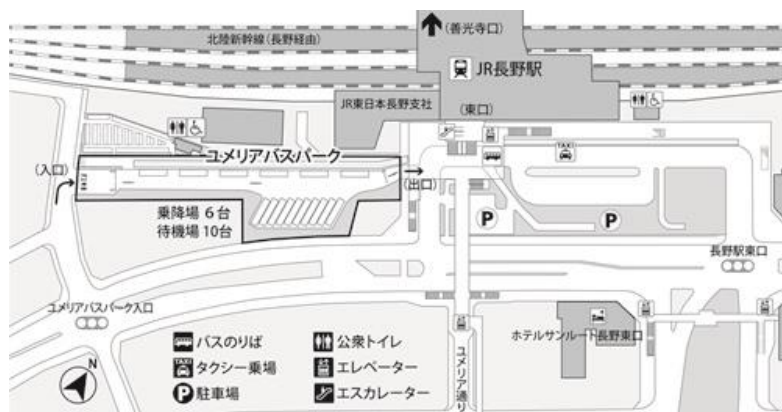 (善光寺口)
北陸新幹線(長野経由)
JR長野駅
JR東日本長野支社
(東口)
ユメリアバスパーク
TAXI
(入口)
(出口)
乗降場 6台
待機場 10台
P
P
長野駅東口
ユメリアバスパーク入口
ホテルサンルート長野東口
ユメリア通り
バスのりば
公衆トイレ
TAXI
タクシー乗場
エレベーター
P
駐車場
エスカレーター
N